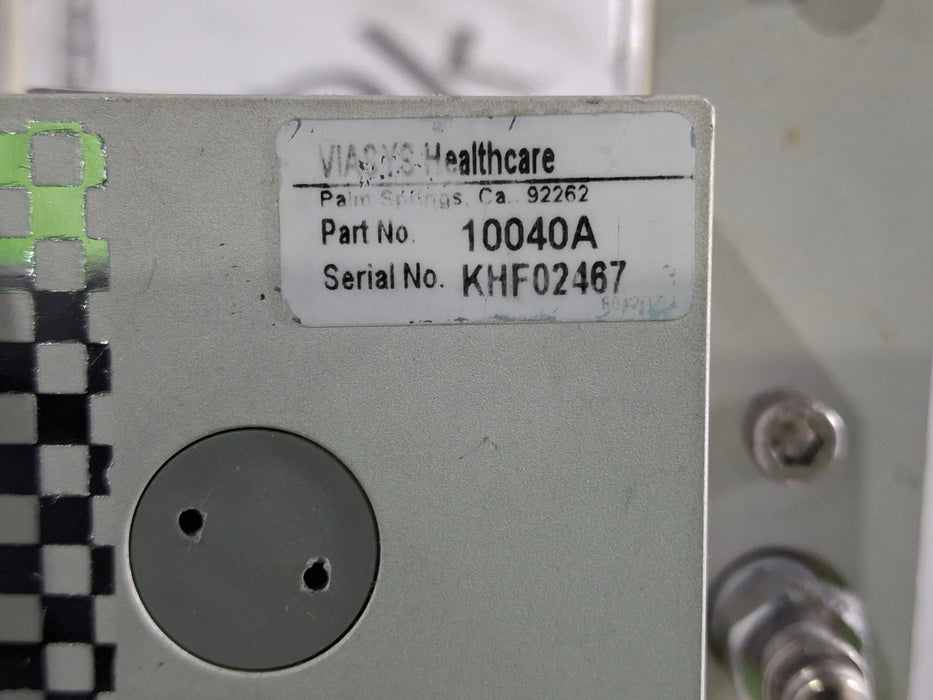 VIASYS Healthcare
Palm Springs, Ca. 92262
Part No. 10040A
Serial No. KHF02467